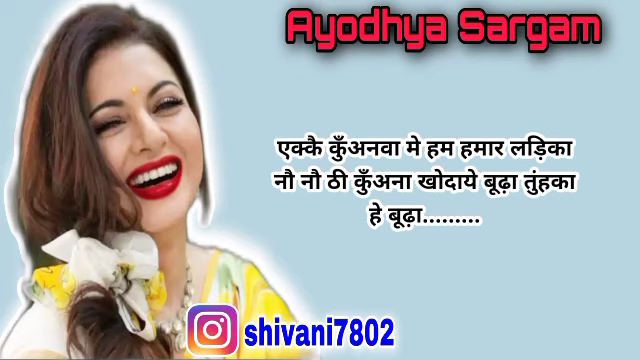 Ayodhya Sargam
एक्कै कुँअनवा मे हम हमार लड़िका
नौ नौ ठी कुँअना खोदाये बूढ़ा तुंहका
हे बूढ़ा.........
shivani7802